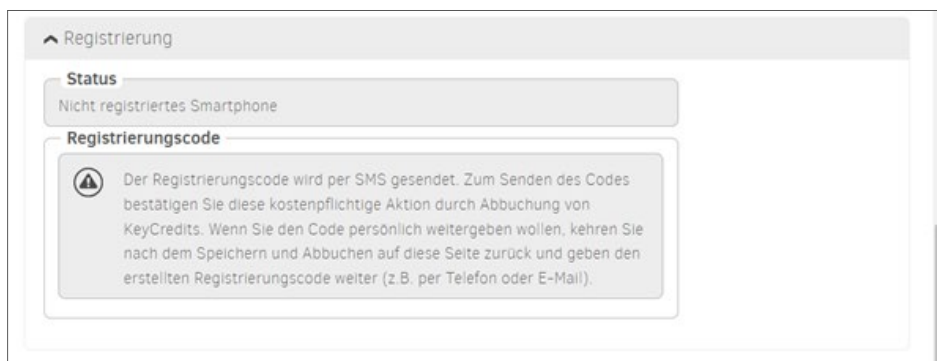 Registrierung
Status
Nicht registriertes Smartphone
Registrierungscode
Der Registrierungscode wird per SMS gesendet. Zum Senden des Codes
bestätigen Sie diese kostenpflichtige Aktion durch Abbuchung von
KeyCredits. Wenn Sie den Code persönlich weitergeben wollen, kehren Sie
nach dem Speichern und Abbuchen auf diese Seite zurück und geben den
erstellten Registrierungscode weiter (z.B. per Telefon oder E-Mail).